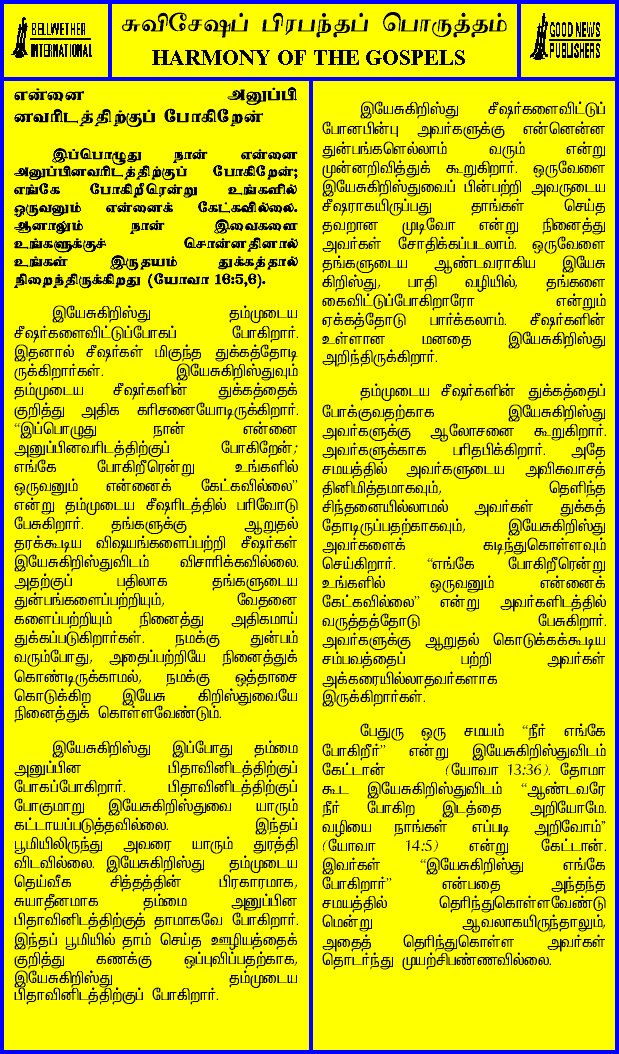 BELLWETHER
INTERNATIONAL
சுவிசேஷப் பிரபந்தப் பொருத்தம்
HARMONY OF THE GOSPELS
GOOD NEWS
PUBLISHERS
என்னை அனுப்பி
னவரிடத்திற்குப் போகிறேன்
இப்பொழுது நான் என்னை
அனுப்பினவரிடத்திற்குப் போகிறேன்;
எங்கே போகிறீரென்று உங்களில்
ஒருவனும் என்னைக் கேட்கவில்லை.
ஆனாலும் நான் இவைகளை
உங்களுக்குச் சொன்னதினால்
உங்கள் இருதயம் துக்கத்தால்
நிறைந்திருக்கிறது (யோவா 16:5,6).
இயேசுகிறிஸ்து தம்முடைய
சீஷர்களைவிட்டுப்போகப் போகிறார்.
இதனால் சீஷர்கள் மிகுந்த துக்கத்தோடி
ருக்கிறார்கள். இயேசுகிறிஸ்துவும்
தம்முடைய சீஷர்களின் துக்கத்தைக்
குறித்து அதிக கரிசனையோடிருக்கிறார்.
“இப்பொழுது நான் என்னை
அனுப்பினவரிடத்திற்குப் போகிறேன்;
எங்கே போகிறீரென்று உங்களில்
ஒருவனும் என்னைக் கேட்கவில்லை”
என்று தம்முடைய சீஷரிடத்தில் பரிவோடு
பேசுகிறார். தங்களுக்கு ஆறுதல்
தரக்கூடிய விஷயங்களைப்பற்றி சீஷர்கள்
இயேசுகிறிஸ்துவிடம் விசாரிக்கவில்லை.
அதற்குப் பதிலாக தங்களுடைய
துன்பங்களைப்பற்றியும், வேதனை
களைப்பற்றியும் நினைத்து அதிகமாய்
துக்கப்படுகிறார்கள். நமக்கு துன்பம்
வரும்போது, அதைப்பற்றியே நினைத்துக்
கொண்டிருக்காமல், நமக்கு ஒத்தாசை
கொடுக்கிற இயேசு கிறிஸ்துவையே
நினைத்துக் கொள்ளவேண்டும்.
இயேசுகிறிஸ்து இப்போது தம்மை
அனுப்பின பிதாவினிடத்திற்குப்
போகப்போகிறார். பிதாவினிடத்திற்குப்
போகுமாறு இயேசுகிறிஸ்துவை யாரும்
கட்டாயப்படுத்தவில்லை. இந்தப்
பூமியிலிருந்து அவரை யாரும் துரத்தி
விடவில்லை. இயேசுகிறிஸ்து தம்முடைய
தெய்வீக சித்தத்தின் பிரகாரமாக,
சுயாதீனமாக தம்மை அனுப்பின
பிதாவினிடத்திற்குத் தாமாகவே போகிறார்.
இந்தப் பூமியில் தாம் செய்த ஊழியத்தைக்
குறித்து கணக்கு ஒப்புவிப்பதற்காக,
இயேசுகிறிஸ்து தம்முடைய
பிதாவினிடத்திற்குப் போகிறார்.
இயேசுகிறிஸ்து சீஷர்களைவிட்டுப்
போனபின்பு அவர்களுக்கு என்னென்ன
துன்பங்களெல்லாம் வரும் என்று
முன்னறிவித்துக் கூறுகிறார். ஒருவேளை
இயேசுகிறிஸ்துவைப் பின்பற்றி அவருடைய
சீஷராகயிருப்பது தாங்கள் செய்த
தவறான முடிவோ என்று நினைத்து
அவர்கள் சோதிக்கப்படலாம். ஒருவேளை
தங்களுடைய ஆண்டவராகிய இயேசு
கிறிஸ்து, பாதி வழியில், தங்களை
கைவிட்டுப்போகிறாரோ என்றும்
ஏக்கத்தோடு பார்க்கலாம். சீஷர்களின்
உள்ளான மனதை இயேசுகிறிஸ்து
அறிந்திருக்கிறார்.
தம்முடைய சீஷர்களின் துக்கத்தைப்
போக்குவதற்காக இயேசுகிறிஸ்து
அவர்களுக்கு ஆலோசனை கூறுகிறார்.
அவர்களுக்காக பரிதபிக்கிறார். அதே
சமயத்தில் அவர்களுடைய அவிசுவாசத்
தினிமித்தமாகவும், தெளிந்த
சிந்தனையில்லாமல் அவர்கள் துக்கத்
தோடிருப்பதற்காகவும், இயேசுகிறிஸ்து
அவர்களைக் கடிந்துகொள்ளவும்
செய்கிறார். “எங்கே போகிறீரென்று
உங்களில் ஒருவனும் என்னைக்
கேட்கவில்லை” என்று அவர்களிடத்தில்
வருத்தத்தோடு பேசுகிறார்.
அவர்களுக்கு ஆறுதல் கொடுக்கக்கூடிய
சம்பவத்தைப் பற்றி அவர்கள்
அக்கரையில்லாதவர்களாக
இருக்கிறார்கள்.
பேதுரு ஒரு சமயம் “நீர் எங்கே
போகிறீர்” என்று இயேசுகிறிஸ்துவிடம்
கேட்டான் (யோவா 13:36). தோமா
கூட இயேசுகிறிஸ்துவிடம் “ஆண்டவரே
நீர் போகிற இடத்தை அறியோமே.
வழியை நாங்கள் எப்படி அறிவோம்”
(யோவா 14:5) என்று கேட்டான்.
இவர்கள் “இயேசுகிறிஸ்து எங்கே
போகிறார்” என்பதை அந்தந்த
சமயத்தில் தெரிந்துகொள்ளவேண்டு
மென்று ஆவலாகயிருந்தாலும்,
அதைத் தெரிந்துகொள்ள அவர்கள்
தொடர்ந்து முயற்சிபண்ணவில்லை.